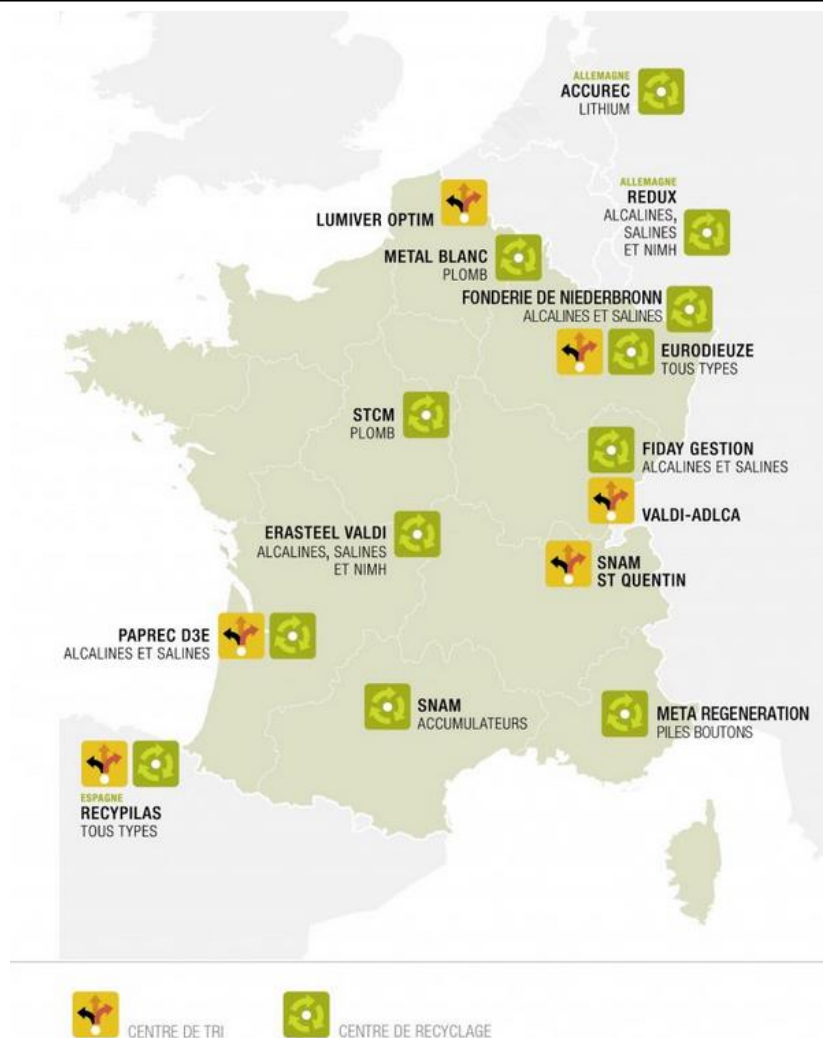 ALLEMAGNE
ACCUREC
LITHIUM
ALLEMAGNE
REDUX
ALCALINES,
SALINES
ET NIMH
LUMIVER OPTIM
METAL BLANC
PLOMB
FONDERIE DE NIEDERBRONN
ALCALINES ET SALINES
EURODIEUZE
TOUS TYPES
STCM
PLOMB
FIDAY GESTION
ALCALINES ET SALINES
VALDI-ADLCA
ERASTEEL VALDI
ALCALINES, SALINES
ET NIMH
SNAM
ST QUENTIN
PAPREC D3E
ALCALINES ET SALINES
SNAM
ACCUMULATEURS
META REGENERATION
PILES BOUTONS
ESPAGNE
RECYPILAS
TOUS TYPES
CENTRE DE TRI
CENTRE DE RECYCLAGE